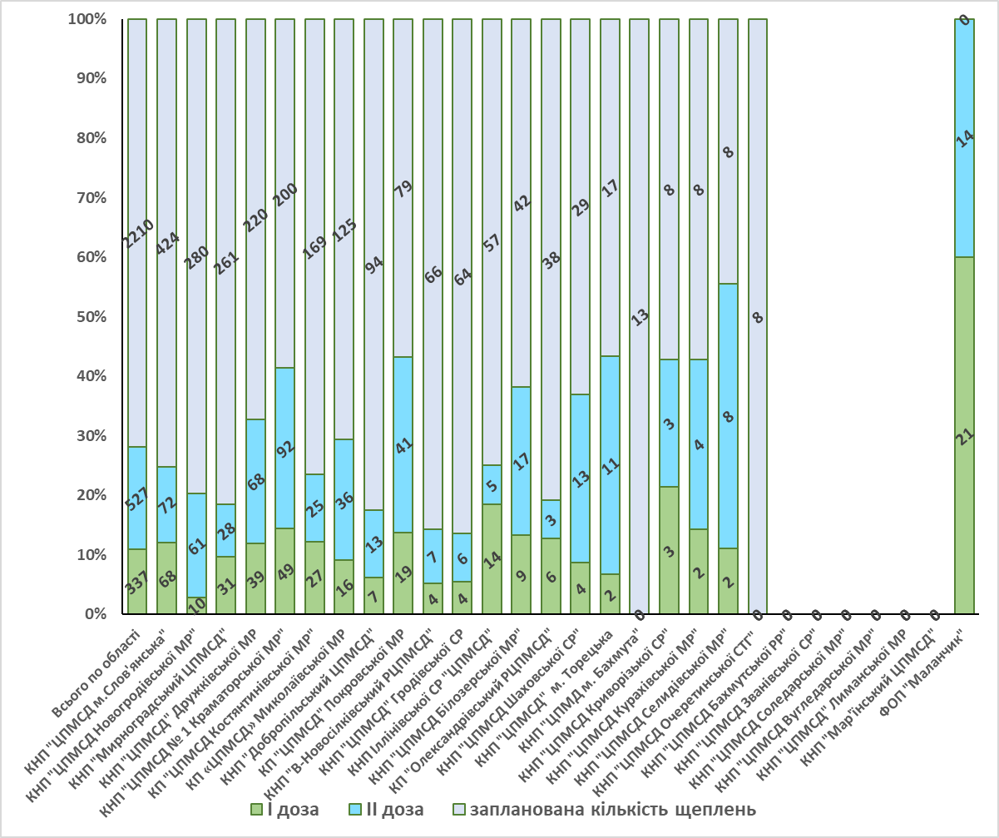 100%
90%
80%
70%
60%
50%
40%
30%
20%
10%
0%
2210
527
337
424
72
68
280
61
10
261
28
31
220
68
39
200
92
49
169
25
27
125
36
16
94
13
7
79
41
19
66
7
4
64
6
4
57
5
14
42
17
9
38
3
6
29
13
4
17
11
2
13
0
8
3
3
8
4
2
8
8
2
8
0
0
0
0
0
0
0
0
14
21
Всього по області
КНП "ЦПМСД м.Слов'янська"
КНП "ЦПМСД Новогродівської МР"
КНП "Мирноградський ЦПМСД"
КНП "ЦПМСД" Дружківської МР
КНП "ЦПМСД № 1 Краматорської МР"
КП "ЦПМСД Костянтинівської МР"
КП «ЦПМСД» Миколаївської МР
КНП" Добропільський ЦПМСД"
КП "ЦПМСД" Покровської МР
КНП "В-Новосілківський РЦПМСД"
КНП "ЦПМСД" Гродівської СР
КНП Іллінівської СР "ЦПМСД"
КНП "ЦПМСД Білозерської МР"
КП "Олександрівський РЦПМСД"
КНП "ЦПМСД Шаховської СР"
КНП "ЦПМСД" м. Торецька
КНП "ЦПМД м. Бахмута"
КНП "ЦПМСД Криворізької СР"
КНП "ЦПМСД Курахівської МР"
КНП "ЦПМСД Селидівської МР"
КНП "ЦПМСД Очеретинської СТГ"
КНП "ЦПМСД Бахмутської РР"
КНП "ЦПМСД Званівської СР"
КНП "ЦПМСД Соледарської МР"
КНП "ЦПМСД Вугледарської МР"
КНП "ЦПМСД" Лиманської МР
КНП "Мар'їнський ЦПМСД"
ФОП "Маланчик"
І доза ІІ доза запланована кількість щеплень